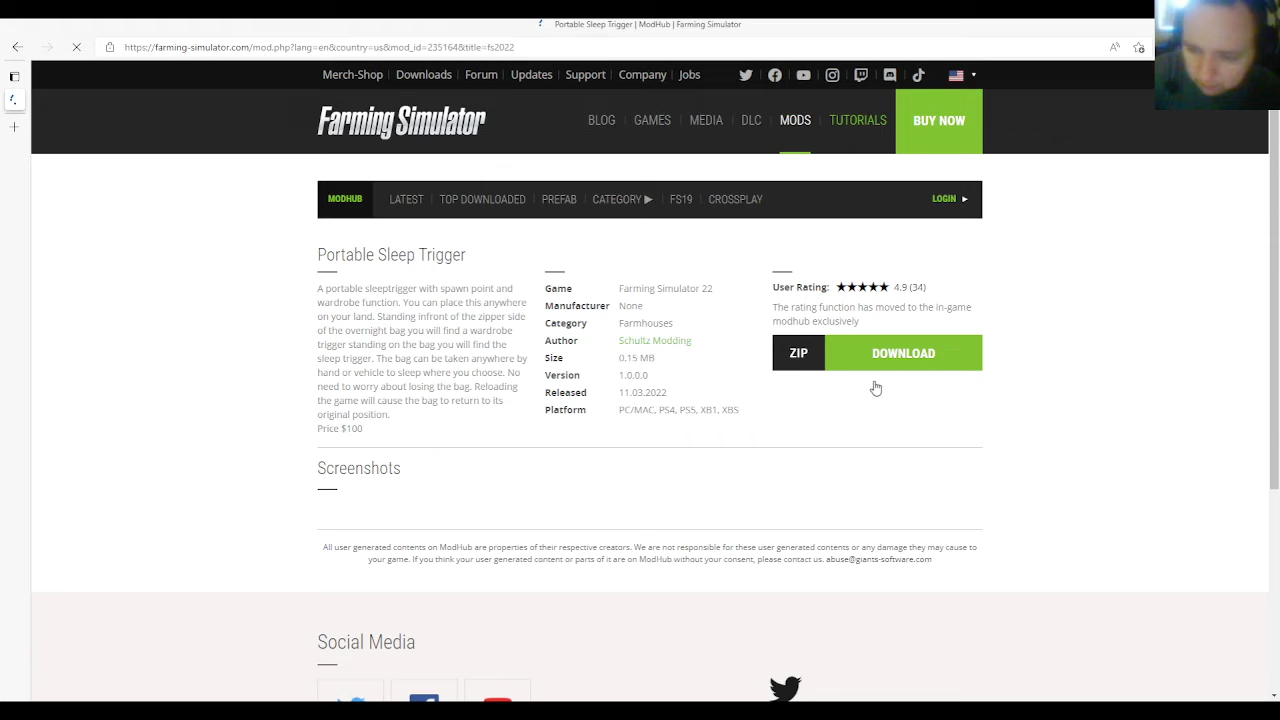 Portable Sleep Trigger | ModHub | Farming Simulator
https://farming-simulator.com/mod.php?lang=en&country=us&mod_id=235164&title=fs2022
Merch-Shop Downloads Forum Updates Support Company Jobs
Farming Simulator
BLOG GAMES MEDIA DLC MODS TUTORIALS BUY NOW
MODHUB LATEST TOP DOWNLOADED PREFAB CATEGORY ▶ FS19 CROSSPLAY LOGIN ▶
Portable Sleep Trigger
A portable sleeptrigger with spawn point and
wardrobe function. You can place this anywhere
on your land. Standing infront of the zipper side
of the overnight bag you will find a wardrobe
trigger standing on the bag you will find the
sleep trigger. The bag can be taken anywhere by
hand or vehicle to sleep where you choose. No
need to worry about losing the bag. Reloading
the game will cause the bag to return to its
original position.
Price $100
Game Farming Simulator 22
Manufacturer None
Category Farmhouses
Author Schultz Modding
Size 0.15 MB
Version 1.0.0.0
Released 11.03.2022
Platform PC/MAC, PS4, PS5, XB1, XBS
User Rating: ★★★★★ 4.9 (34)
The rating function has moved to the in-game
modhub exclusively
ZIP DOWNLOAD
Screenshots
All user generated contents on ModHub are properties of their respective creators. We are not responsible for these user generated contents or any damage they may cause to
your game. If you think your user generated content or parts of it are on ModHub without your consent, please contact us. abuse@giants-software.com
Social Media